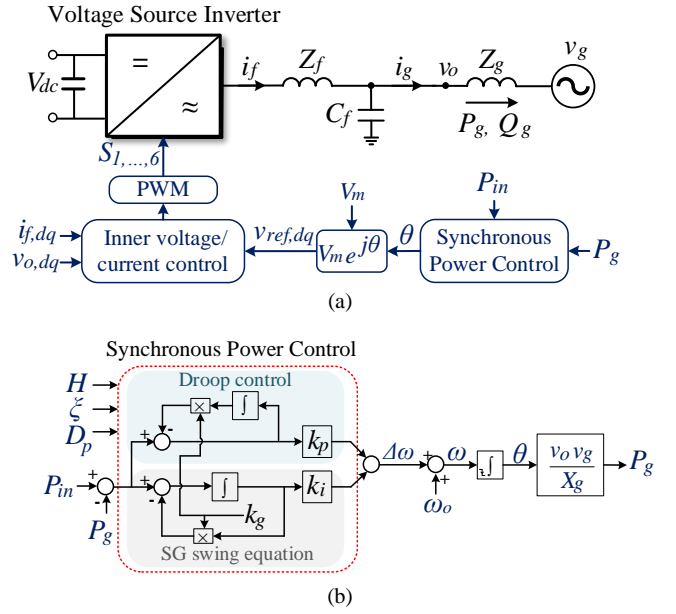 Voltage Source Inverter
V_dc
=
≈
i_f
Z_f
C_f
i_g
v_o
Z_g
v_g
P_g, Q_g
S_1,...,6
PWM
i_f,dq
v_o,dq
Inner voltage/
current control
v_ref,dq
V_m
V_m e^jθ
θ
P_in
Synchronous
Power Control
P_g
(a)
Synchronous Power Control
H
ξ
D_p
Droop control
× ∫
+ -
k_p
P_in + - P_g
+ -
∫
k_i
k_g
×
SG swing equation
Δω
+ +
ω_o
ω
∫
θ
v_o v_g
X_g
P_g
(b)